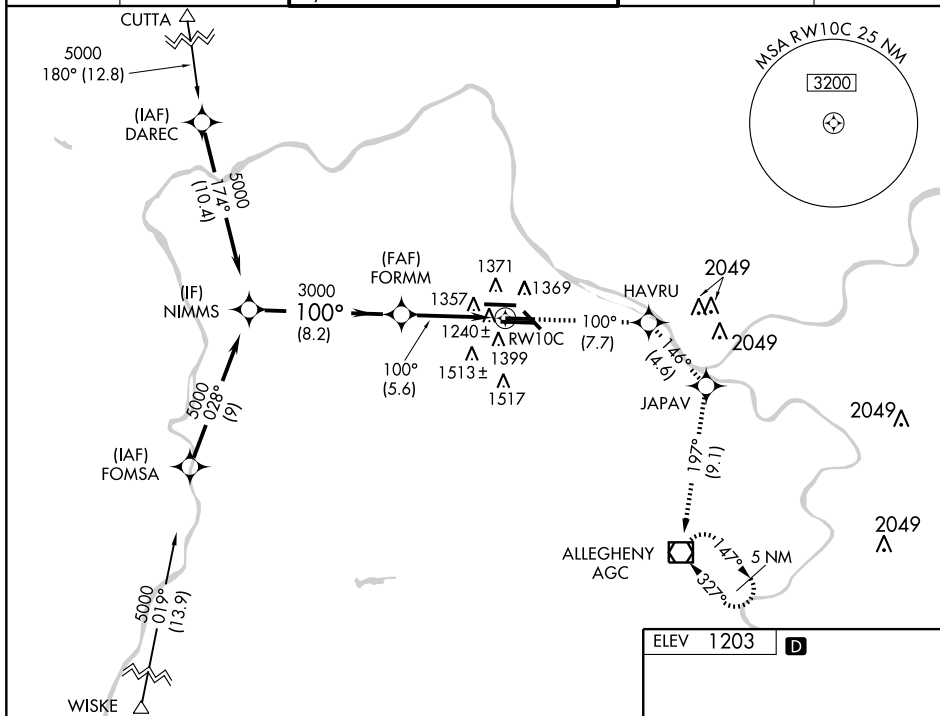 CUTTA
5000
180° (12.8)
(IAF)
DAREC
5000
174°
(10.4)
MSA RW10C 25 NM
3200
(IF)
NIMMS
3000
100°
(8.2)
(FAF)
FORMM
100°
(5.6)
1371
1369
1357
1240±
RW10C
1399
1513±
1517
100°
(7.7)
HAVRU
2049
2049
146°
(4.6)
JAPAV
2049
2049
197°
(9.1)
5000
028°
(9)
(IAF)
FOMSA
5000
019°
(13.9)
WISKE
ALLEGHENY
AGC
147°
327°
5 NM
ELEV 1203 D